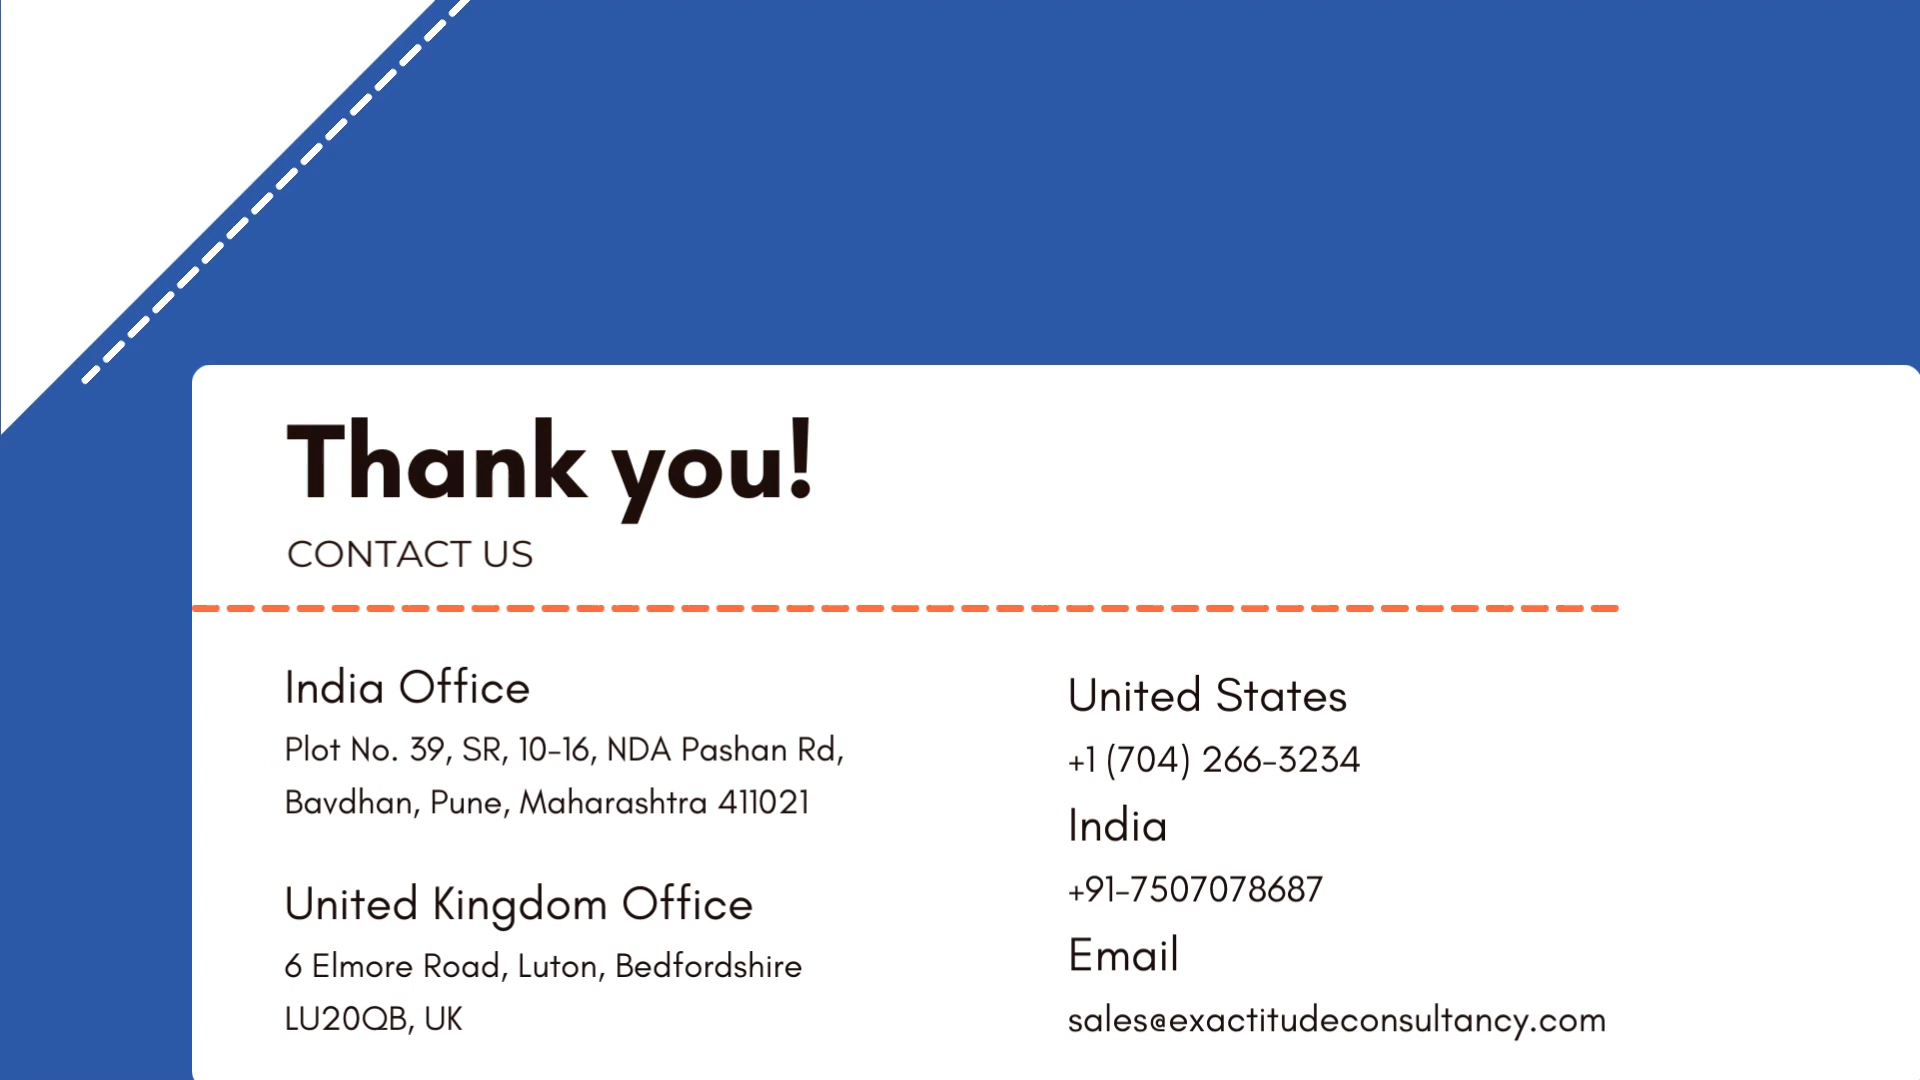 Thank you!
CONTACT US
India Office
Plot No. 39, SR, 10-16, NDA Pashan Rd,
Bavdhan, Pune, Maharashtra 411021
United Kingdom Office
6 Elmore Road, Luton, Bedfordshire
LU20QB, UK
United States
+1 (704) 266-3234
India
+91-7507078687
Email
sales@exactitudeconsultancy.com